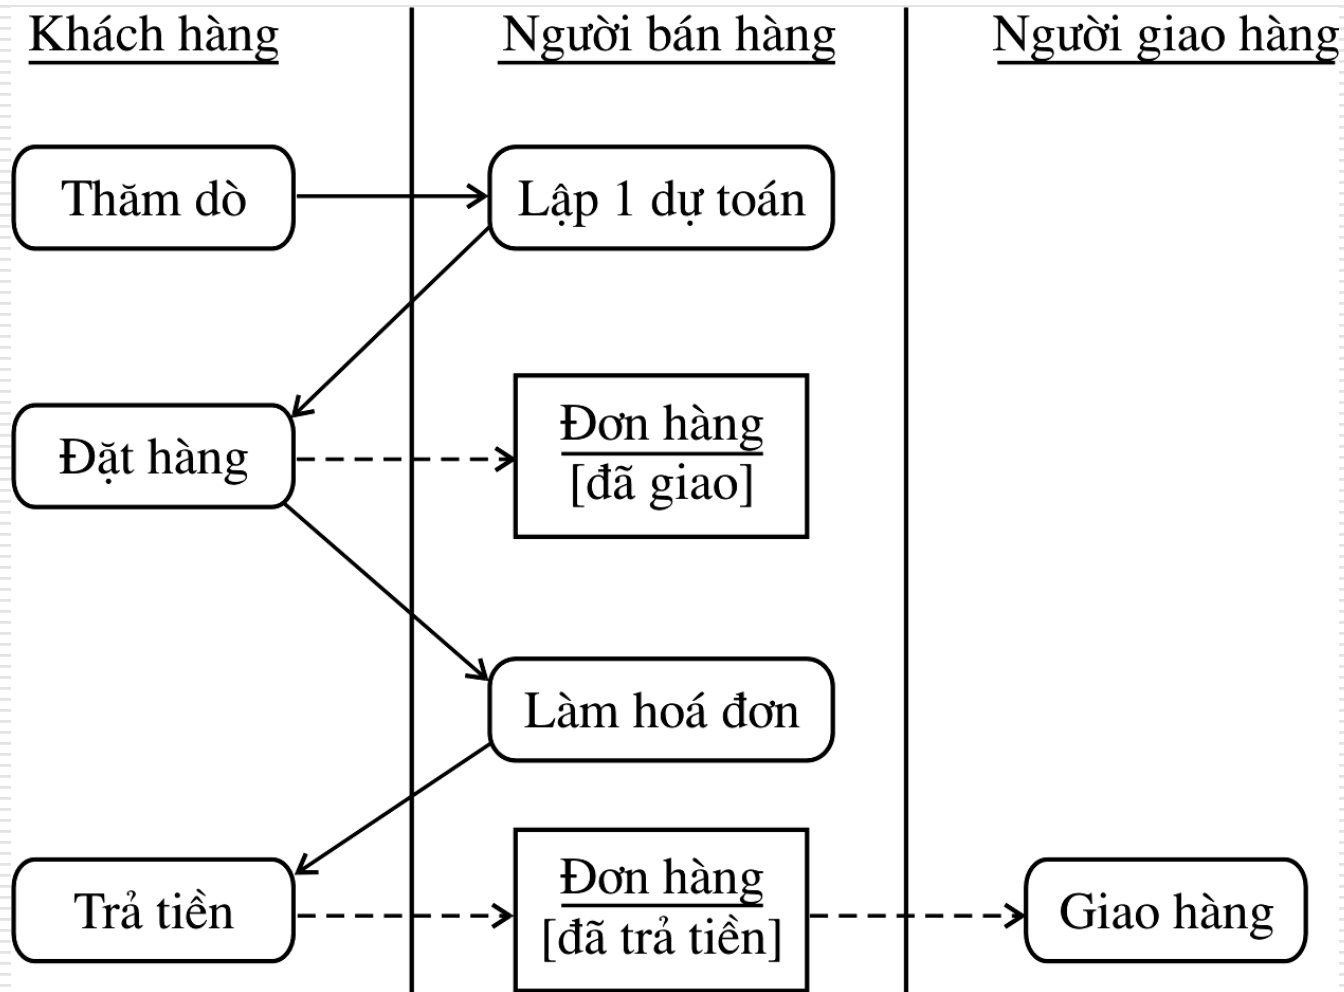 Khách hàng
Người bán hàng
Người giao hàng
Thăm dò
Lập 1 dự toán
Đặt hàng
Đơn hàng
[đã giao]
Làm hoá đơn
Trả tiền
Đơn hàng
[đã trả tiền]
Giao hàng